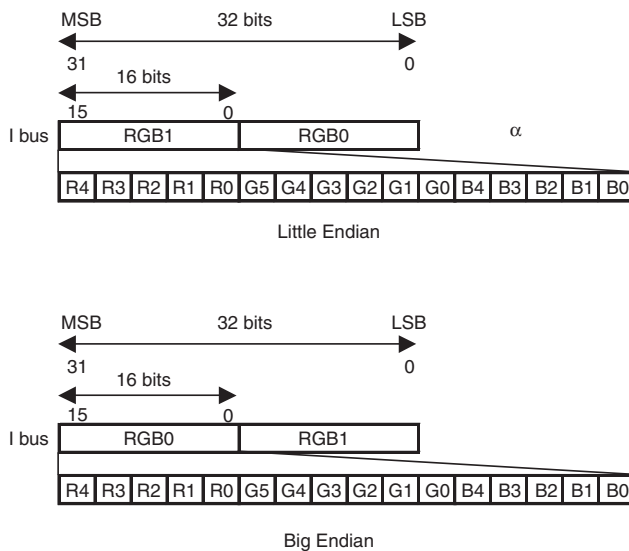 MSB 32 bits LSB
31 0
16 bits
15 0
I bus RGB1 RGB0 α
R4 R3 R2 R1 R0 G5 G4 G3 G2 G1 G0 B4 B3 B2 B1 B0
Little Endian
MSB 32 bits LSB
31 0
16 bits
15 0
I bus RGB0 RGB1
R4 R3 R2 R1 R0 G5 G4 G3 G2 G1 G0 B4 B3 B2 B1 B0
Big Endian